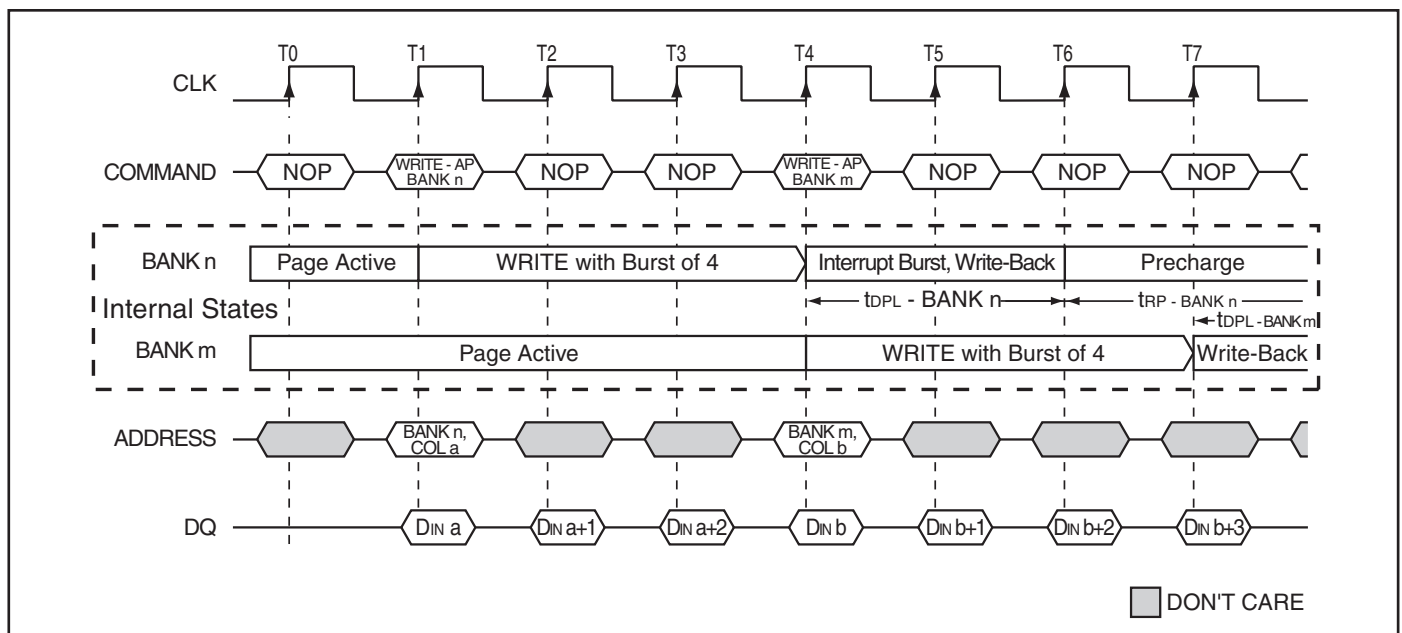 T0 T1 T2 T3 T4 T5 T6 T7
CLK
COMMAND NOP WRITE - AP BANK n NOP NOP WRITE - AP BANK m NOP NOP NOP
BANK n Page Active WRITE with Burst of 4 Interrupt Burst, Write-Back Precharge
Internal States tDPL - BANK n tRP - BANK n
tDPL - BANK m
BANK m Page Active WRITE with Burst of 4 Write-Back
ADDRESS BANK n, COL a BANK m, COL b
DQ DIN a DIN a+1 DIN a+2 DIN b DIN b+1 DIN b+2 DIN b+3
DON'T CARE